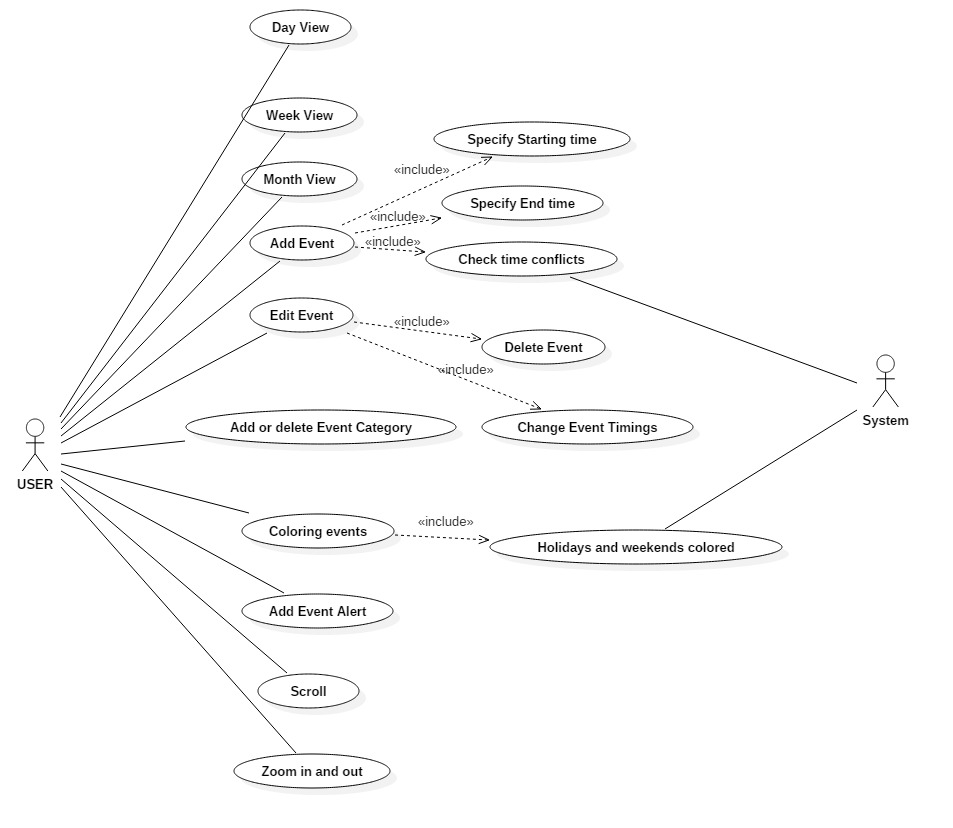 Day View
Week View
Specify Starting time
«include»
Month View
Specify End time
«include»
Add Event
«include»
Check time conflicts
Edit Event
«include»
Delete Event
«include»
System
Add or delete Event Category
Change Event Timings
USER
«include»
Coloring events
Holidays and weekends colored
Add Event Alert
Scroll
Zoom in and out